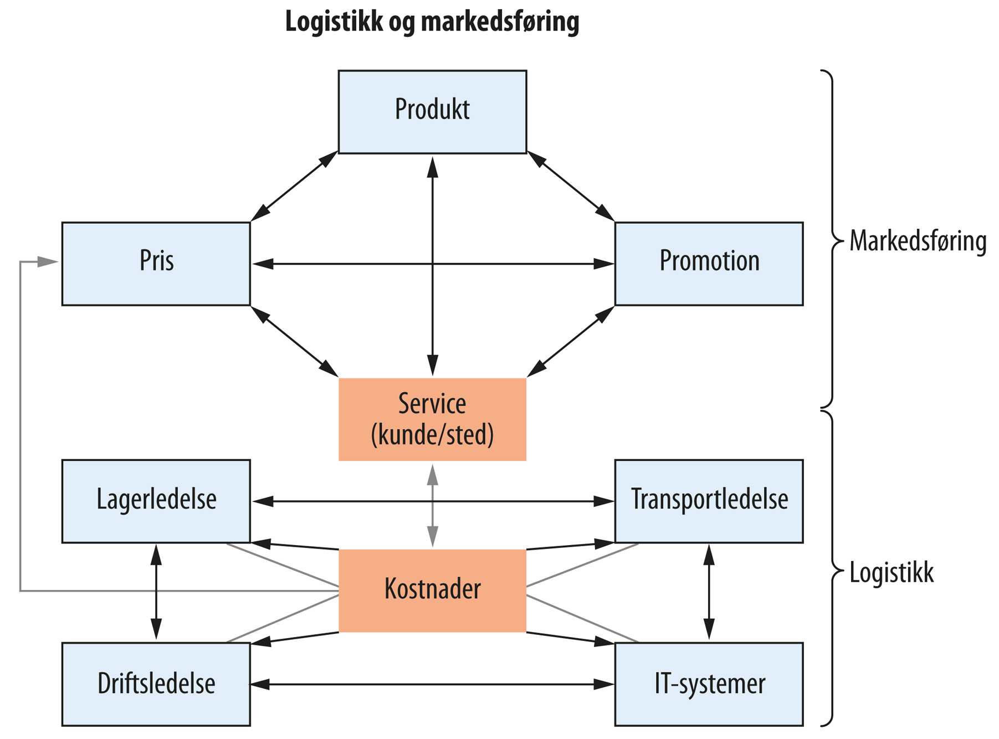 Logistikk og markedsføring
Produkt
Pris
Promotion
Markedsføring
Service
(kunde/sted)
Lagerledelse
Transportledelse
Kostnader
Logistikk
Driftsledelse
IT-systemer